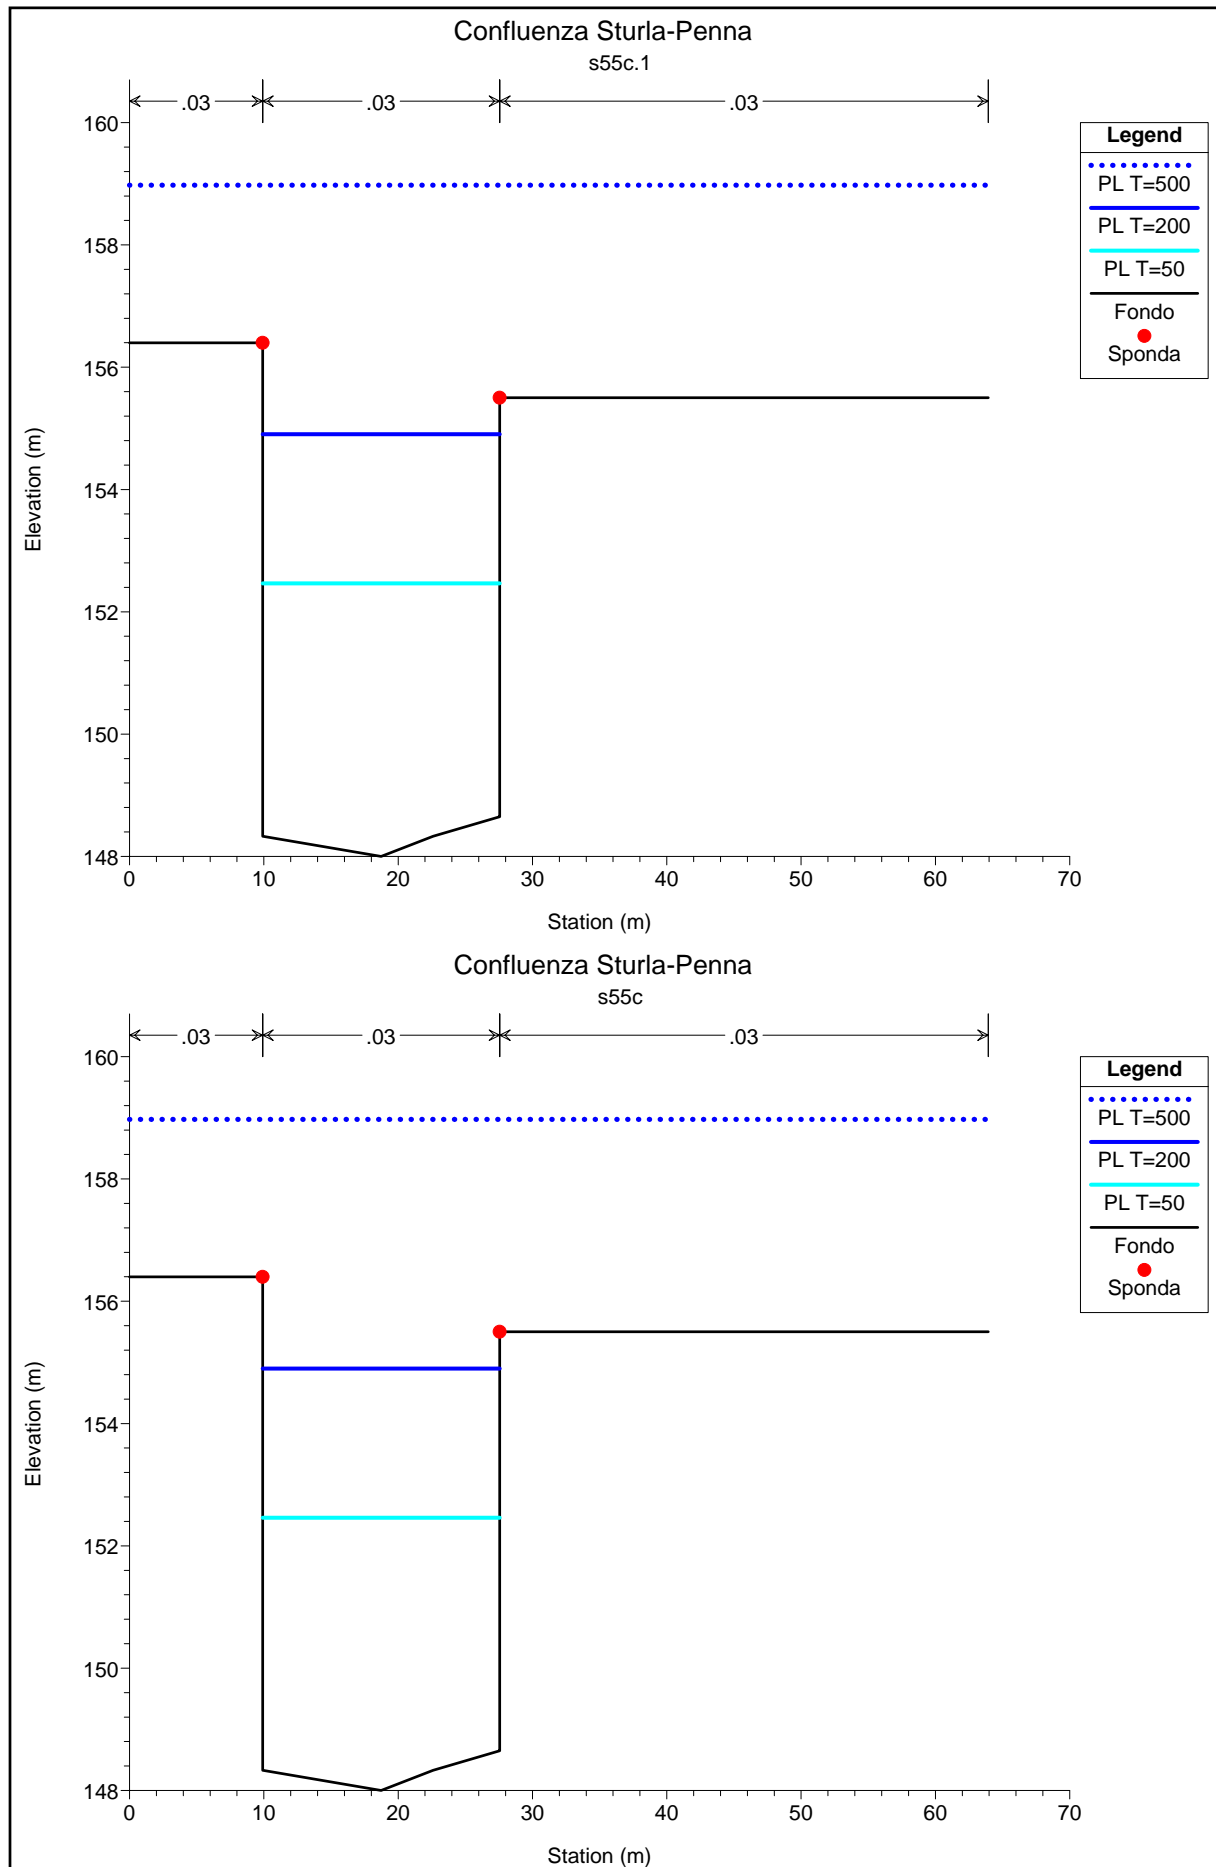 Confluenza Sturla-Penna
s55c.1
.03 .03 .03
160
158
156
154
152
150
148
Elevation (m)
0 10 20 30 40 50 60 70
Station (m)
Legend
PL T=500
PL T=200
PL T=50
Fondo
Sponda
Confluenza Sturla-Penna
s55c
.03 .03 .03
160
158
156
154
152
150
148
Elevation (m)
0 10 20 30 40 50 60 70
Station (m)
Legend
PL T=500
PL T=200
PL T=50
Fondo
Sponda